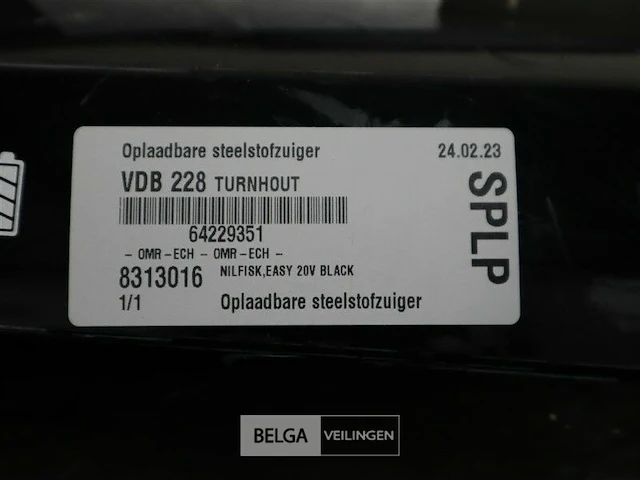 Oplaadbare steelstofzuiger 24.02.23
VDB 228 TURNHOUT
SPLP
64229351
- OMR-ECH - OMR-ECH -
8313016 NILFISK,EASY 20V BLACK
1/1 Oplaadbare steelstofzuiger
BELGA VEILINGEN